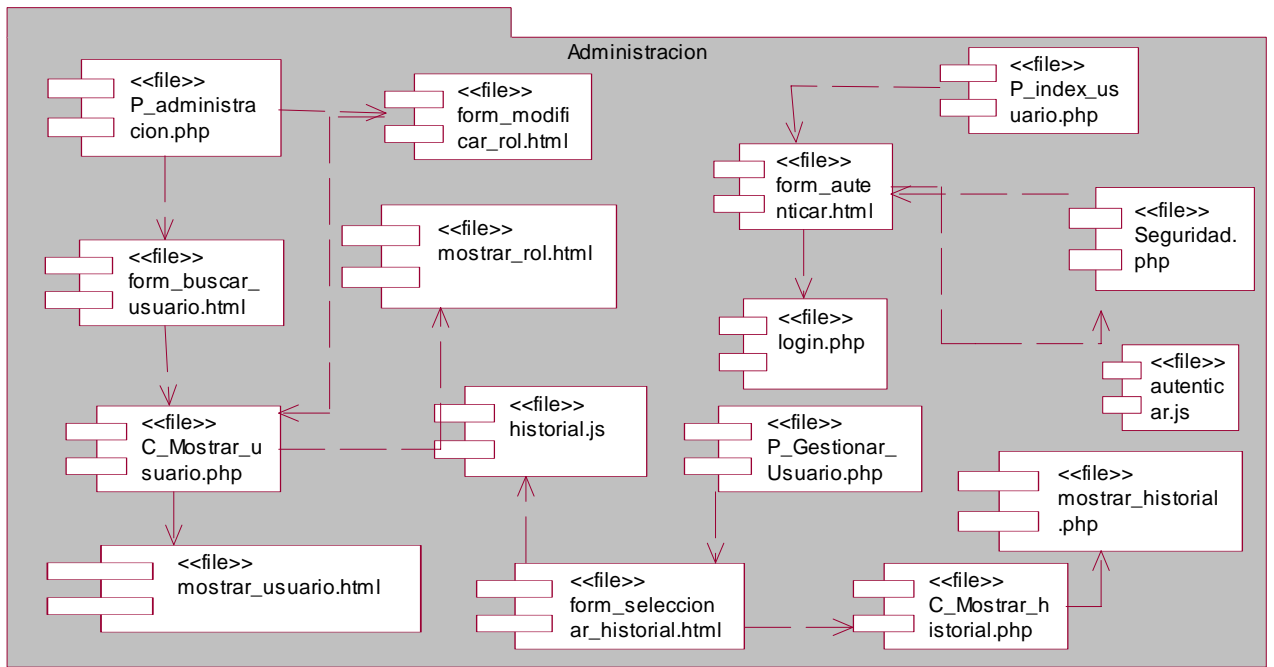 Administracion
<<file>>
P_administra
cion.php
<<file>>
form_modifi
car_rol.html
<<file>>
P_index_us
uario.php
<<file>>
form_aute
nticar.html
<<file>>
Seguridad.
php
<<file>>
mostrar_rol.html
<<file>>
form_buscar_
usuario.html
<<file>>
login.php
<<file>>
autentic
ar.js
<<file>>
C_Mostrar_u
suario.php
<<file>>
historial.js
<<file>>
P_Gestionar_
Usuario.php
<<file>>
mostrar_historial
.php
<<file>>
mostrar_usuario.html
<<file>>
form_seleccion
ar_historial.html
<<file>>
C_Mostrar_h
istorial.php